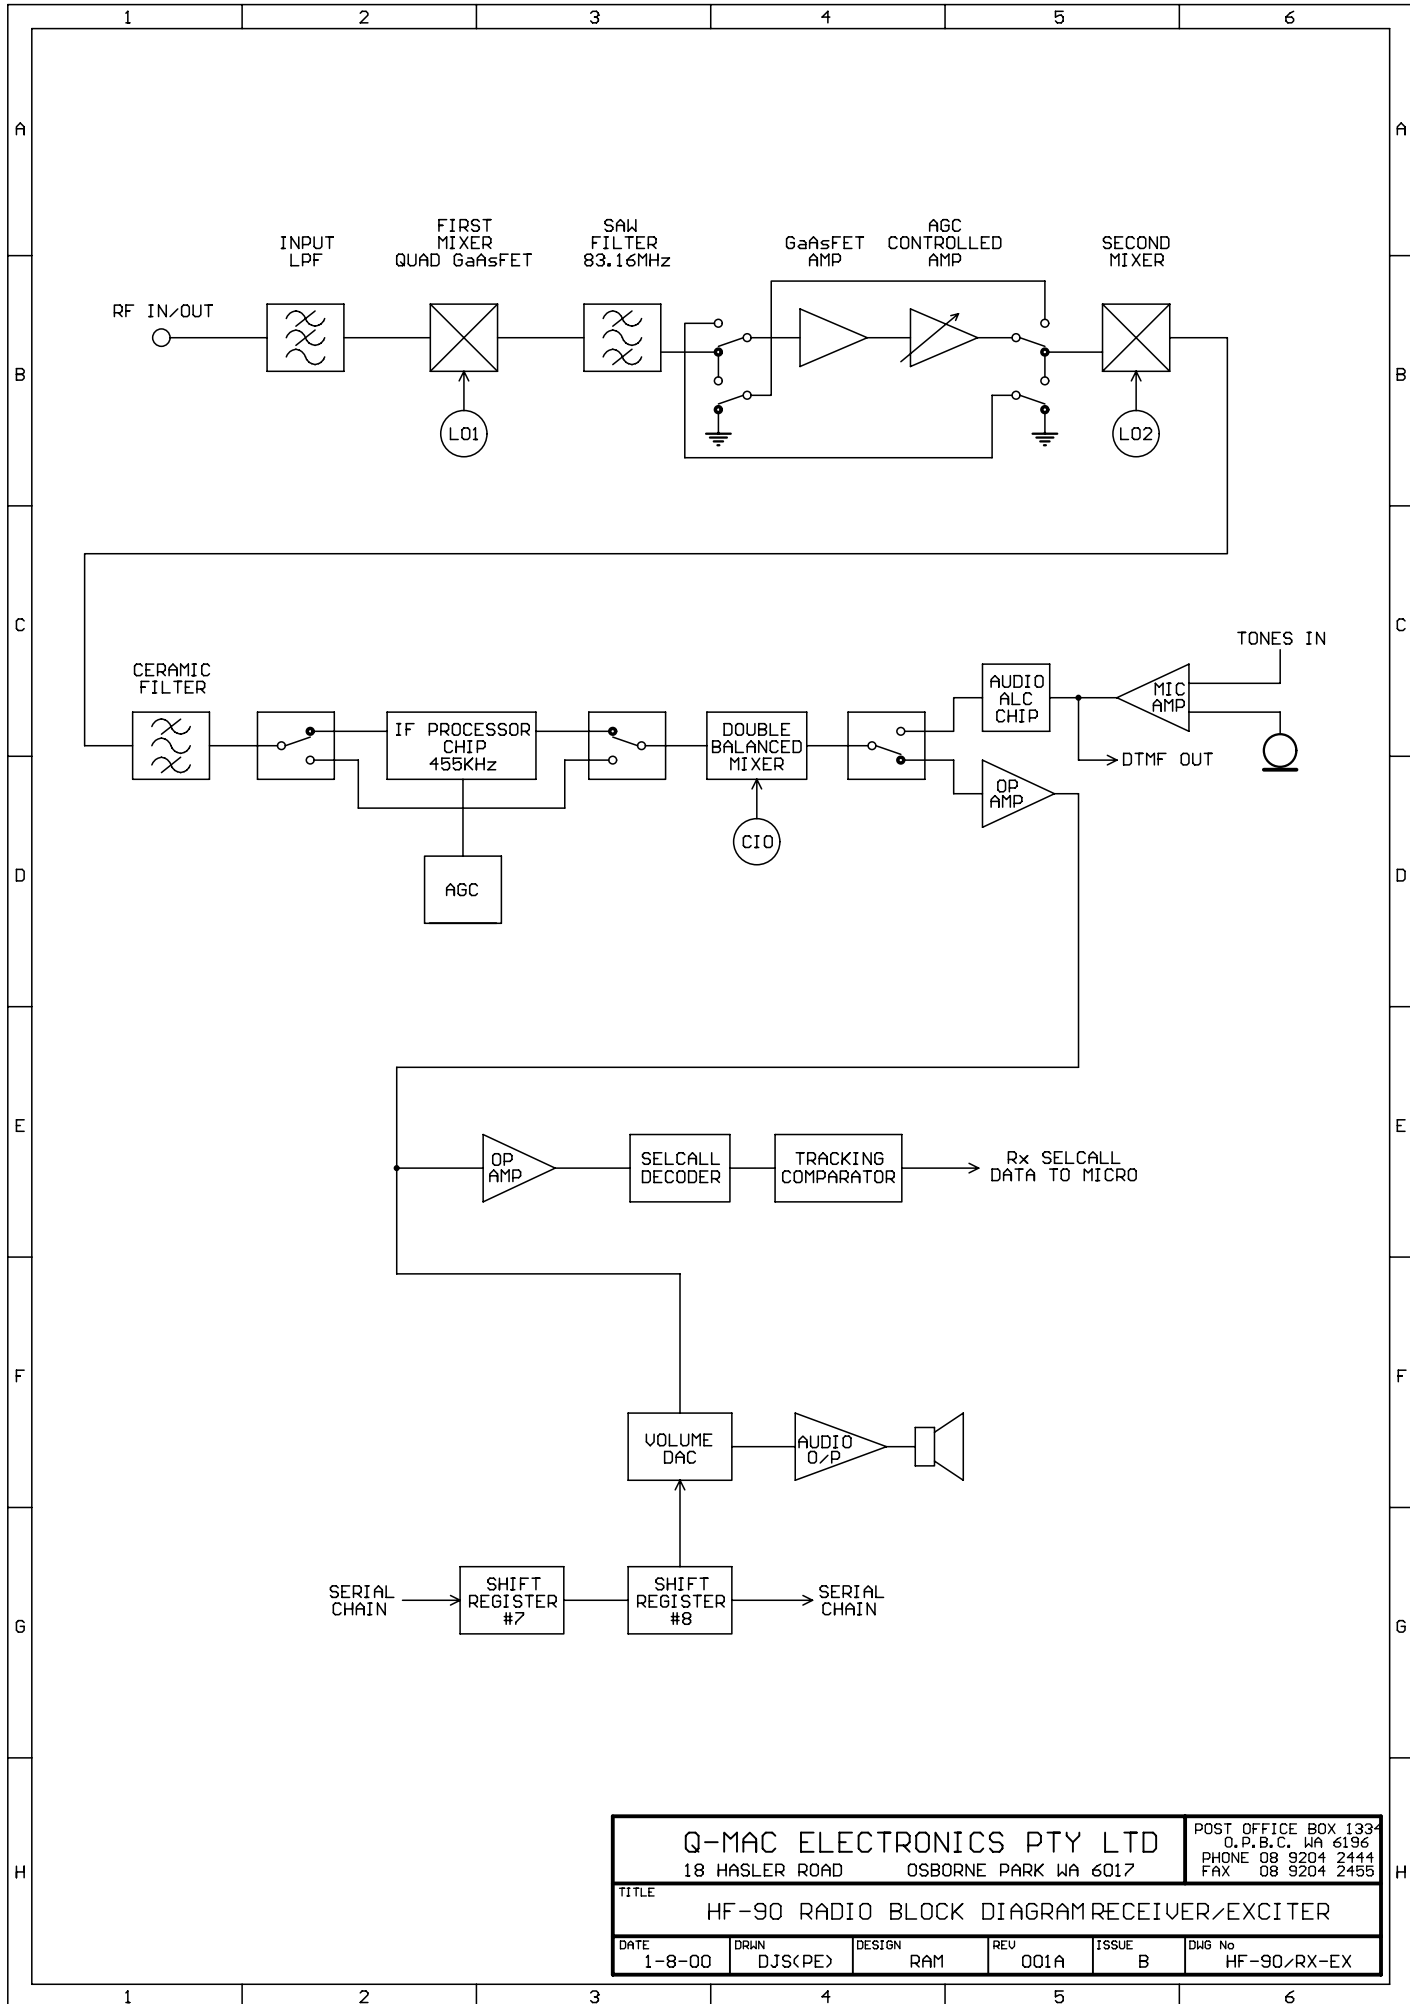 1 2 3 4 5 6
A A
FIRST
MIXER
QUAD GaAsFET
SAW
FILTER
83.16MHz
AGC
CONTROLLED
AMP
INPUT
LPF
GaAsFET
AMP
SECOND
MIXER
RF IN/OUT
B B
LO1
LO2
C C
TONES IN
CERAMIC
FILTER
AUDIO
ALC
CHIP
MIC
AMP
IF PROCESSOR
CHIP
455KHz
DOUBLE
BALANCED
MIXER
DTMF OUT
OP
AMP
CIO
D D
AGC
E E
OP
AMP
SELCALL
DECODER
TRACKING
COMPARATOR
Rx SELCALL
DATA TO MICRO
F F
VOLUME
DAC
AUDIO
O/P
SERIAL
CHAIN
SHIFT
REGISTER
#7
SHIFT
REGISTER
#8
SERIAL
CHAIN
G G
H H
Q-MAC ELECTRONICS PTY LTD
18 HASLER ROAD OSBORNE PARK WA 6017
POST OFFICE BOX 1334
O.P.B.C. WA 6196
PHONE 08 9204 2444
FAX 08 9204 2455
TITLE
HF-90 RADIO BLOCK DIAGRAM RECEIVER/EXCITER
DATE
1-8-00
DRWN
DJS(PE)
DESIGN
RAM
REV
001A
ISSUE
B
DWG No
HF-90/RX-EX
1 2 3 4 5 6